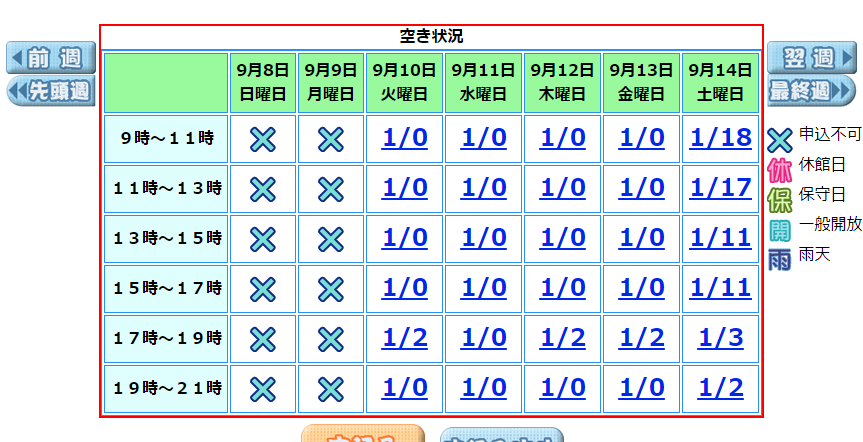 空き状況
前週
先頭週
翌週
最終週
9月8日 9月9日 9月10日 9月11日 9月12日 9月13日 9月14日
日曜日 月曜日 火曜日 水曜日 木曜日 金曜日 土曜日
９時～１１時 1/0 1/0 1/0 1/0 1/18
１１時～１３時 1/0 1/0 1/0 1/0 1/17
１３時～１５時 1/0 1/0 1/0 1/0 1/11
１５時～１７時 1/0 1/0 1/0 1/0 1/11
１７時～１９時 1/2 1/0 1/2 1/2 1/3
１９時～２１時 1/0 1/0 1/0 1/0 1/2
申込不可
休 休館日
保 保守日
開 一般開放
雨 雨天